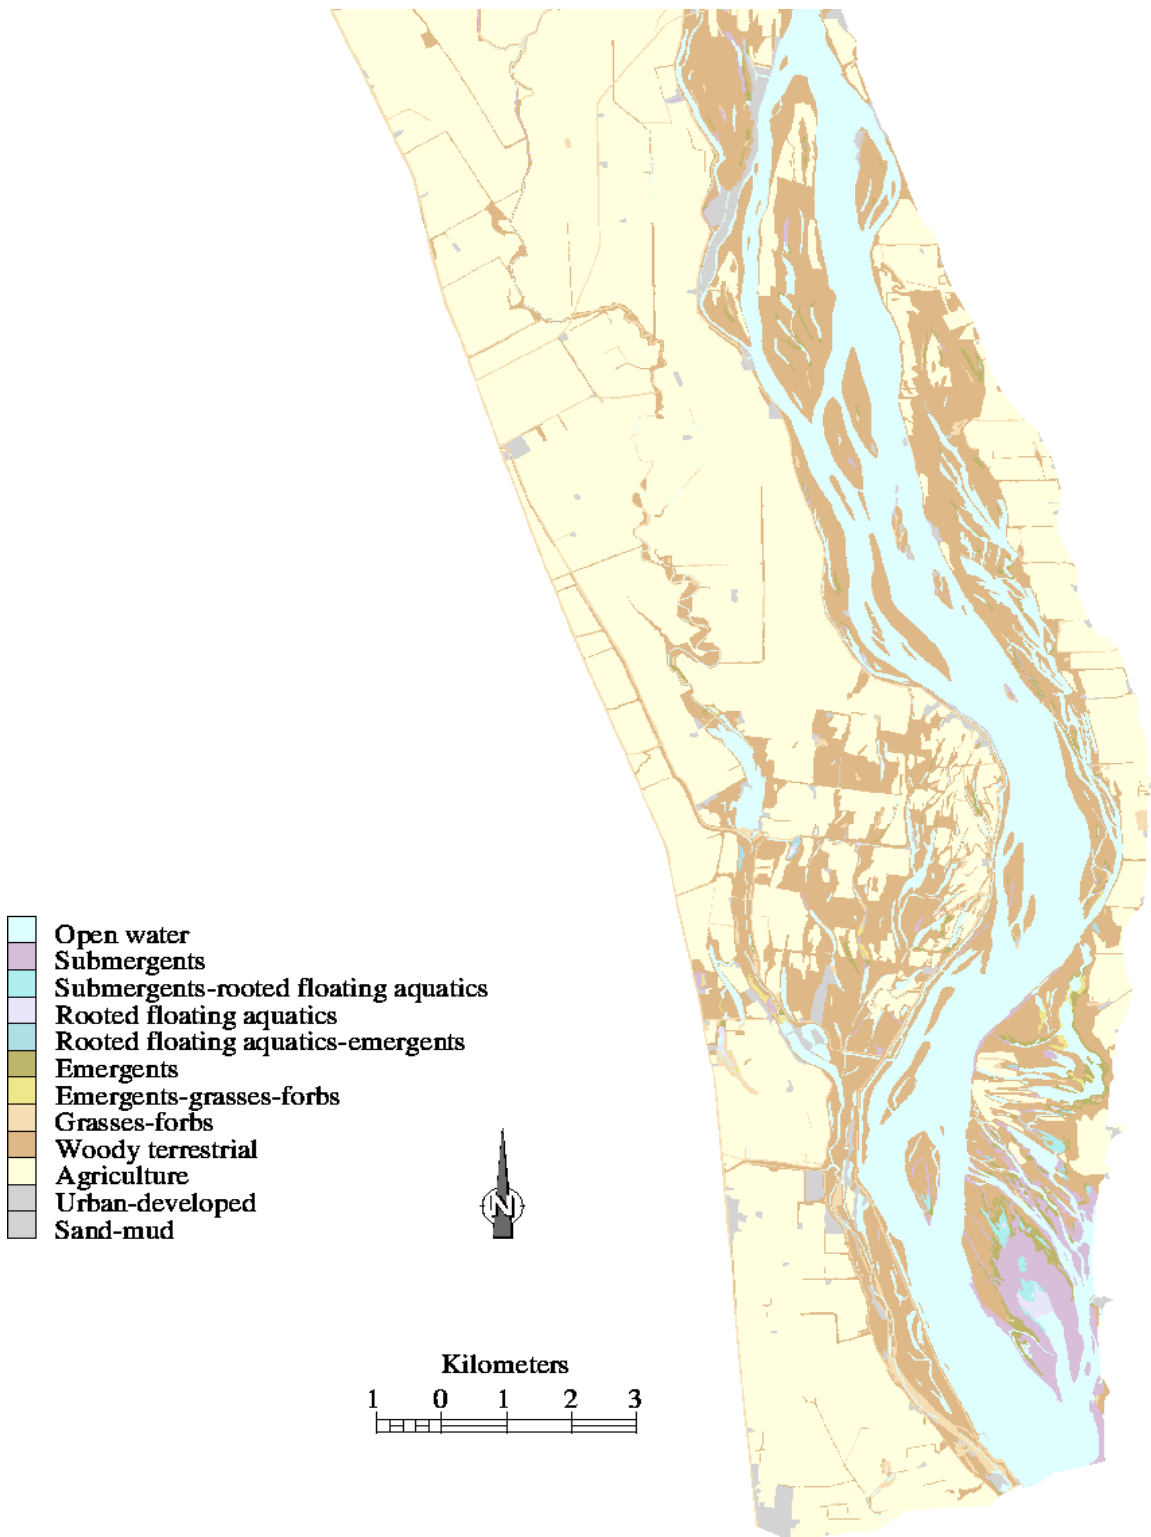 Open water
Submergents
Submergents-rooted floating aquatics
Rooted floating aquatics
Rooted floating aquatics-emergents
Emergents
Emergents-grasses-forbs
Grasses-forbs
Woody terrestrial
Agriculture
Urban-developed
Sand-mud
N
Kilometers
1 0 1 2 3